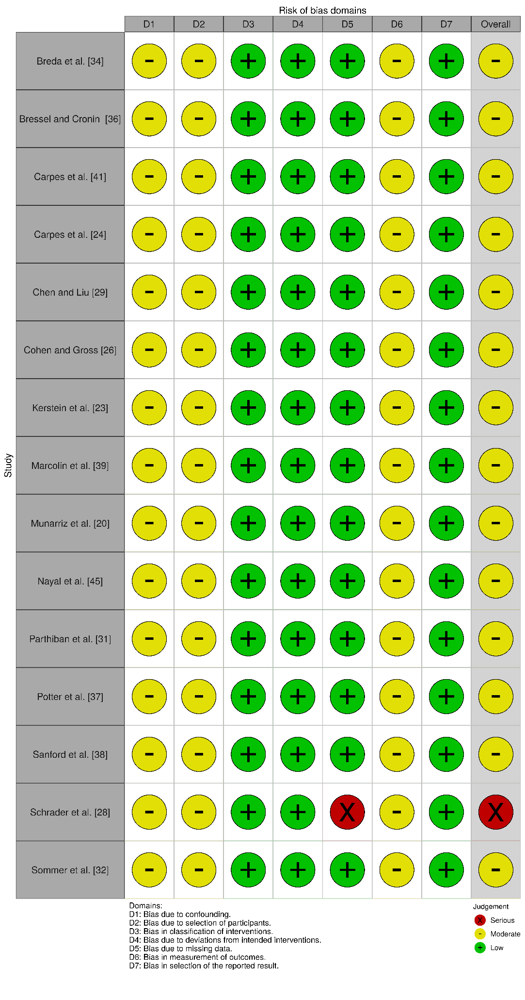 Risk of bias domains
D1 D2 D3 D4 D5 D6 D7 Overall
Study
Breda et al. [34] - - + + + - + -
Bressel and Cronin [36] - - + + + - + -
Carpes et al. [41] - - + + + - + -
Carpes et al. [24] - - + + + - + -
Chen and Liu [29] - - + + + - + -
Cohen and Gross [26] - - + + + - + -
Kerstein et al. [23] - - + + + - + -
Marcolin et al. [39] - - + + + - + -
Munarriz et al. [20] - - + + + - + -
Nayal et al. [45] - - + + + - + -
Parthiban et al. [31] - - + + + - + -
Potter et al. [37] - - + + + - + -
Sanford et al. [38] - - + + + - + -
Schrader et al. [28] - - + + X - + X
Sommer et al. [32] - - + + + - + -
Domains:
D1: Bias due to confounding.
D2: Bias due to selection of participants.
D3: Bias in classification of interventions.
D4: Bias due to deviations from intended interventions.
D5: Bias due to missing data.
D6: Bias in measurement of outcomes.
D7: Bias in selection of the reported result.
Judgement
X Serious
- Moderate
+ Low